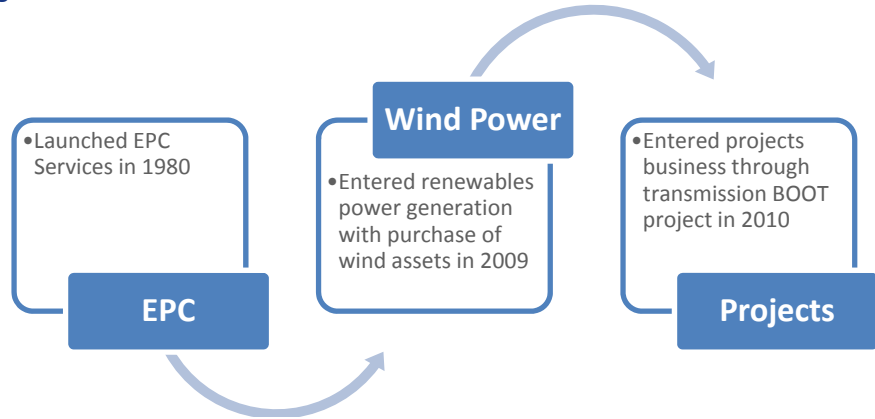 •Launched EPC
Services in 1980
EPC
Wind Power
•Entered renewables
power generation
with purchase of
wind assets in 2009
•Entered projects
business through
transmission BOOT
project in 2010
Projects